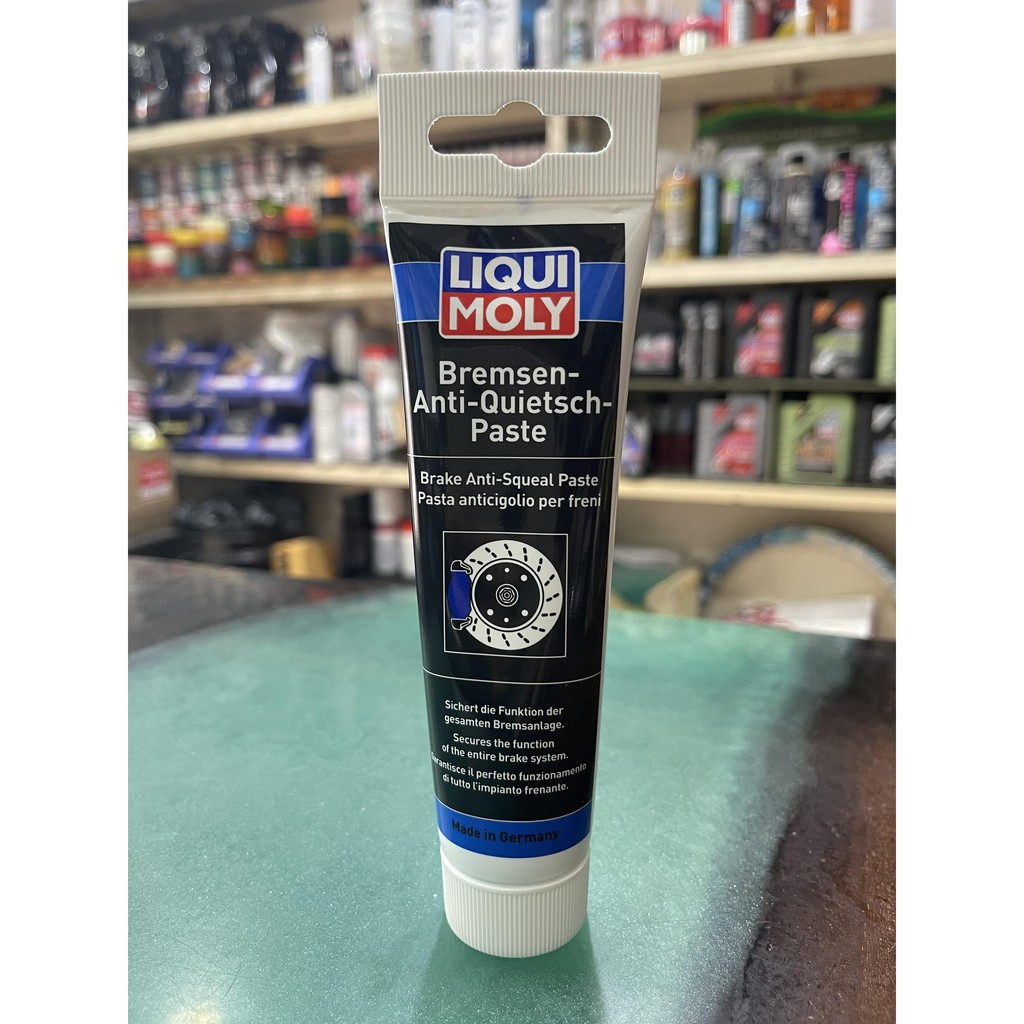 LIQUI
MOLY
Bremsen-
Anti-Quietsch-
Paste
Brake Anti-Squeal Paste
Pasta anticigolio per freni
Sichert die Funktion der
gesamten Bremsanlage.
Secures the function
of the entire brake system.
Garantisce il perfetto funzionamento
di tutto l'impianto frenante.
Made in Germany